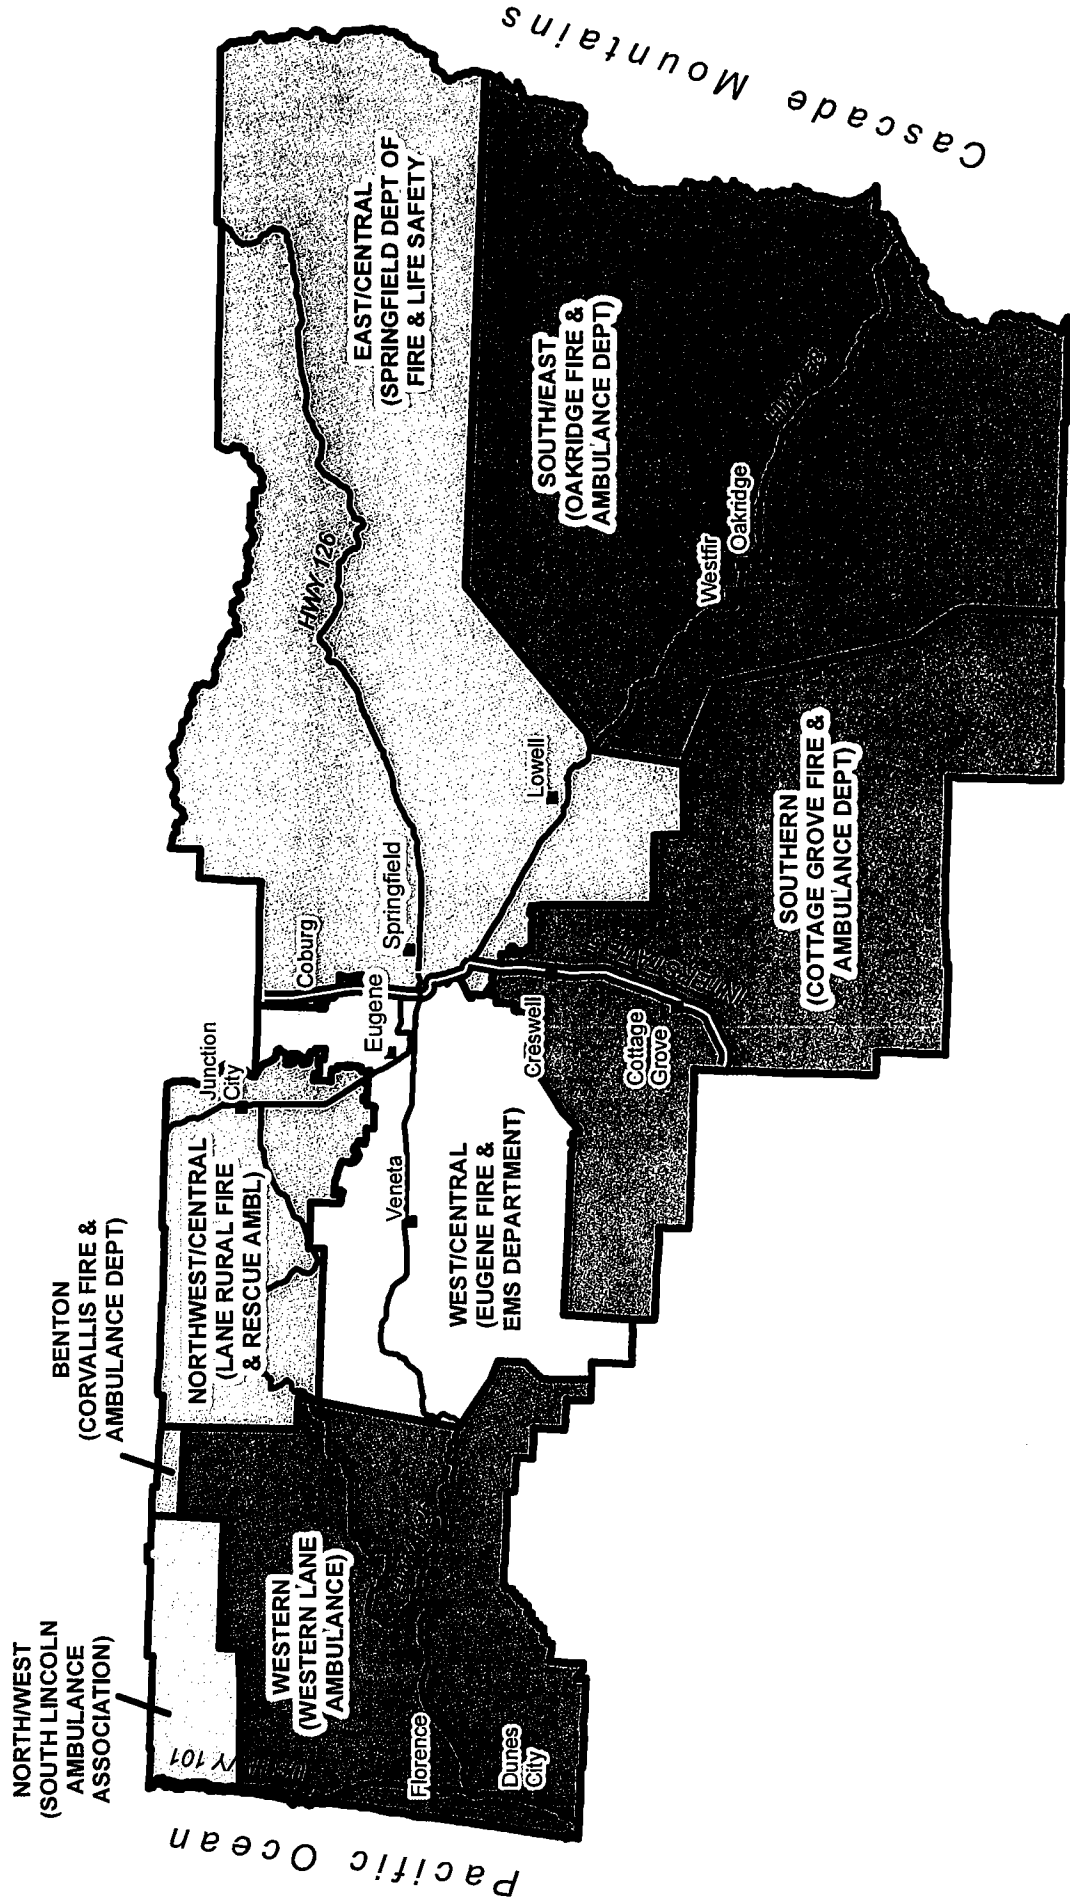 NORTH/WEST
(SOUTH LINCOLN
AMBULANCE
ASSOCIATION)
BENTON
(CORVALLIS FIRE &
AMBULANCE DEPT)
NORTHWEST/CENTRAL
(LANE RURAL FIRE
& RESCUE AMBL)
WESTERN
(WESTERN LANE
AMBULANCE)
WEST/CENTRAL
(EUGENE FIRE &
EMS DEPARTMENT)
EAST/CENTRAL
(SPRINGFIELD DEPT OF
FIRE & LIFE SAFETY)
SOUTH/EAST
(OAKRIDGE FIRE &
AMBULANCE DEPT)
SOUTHERN
(COTTAGE GROVE FIRE &
AMBULANCE DEPT)
Pacific Ocean
Cascade Mountains
101
Florence
Dunes
City
Junction
City
Veneta
Eugene
Coburg
Springfield
Creswell
Cottage
Grove
Lowell
Westfir
Oakridge
HWY 126